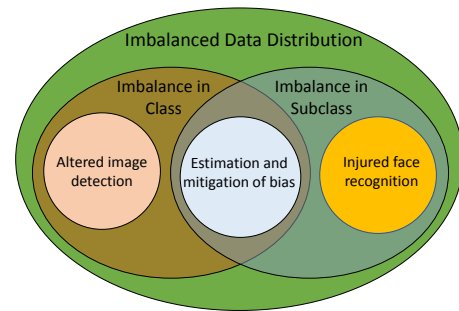 Imbalanced Data Distribution
Imbalance in
Class
Imbalance in
Subclass
Altered image
detection
Estimation and
mitigation of bias
Injured face
recognition